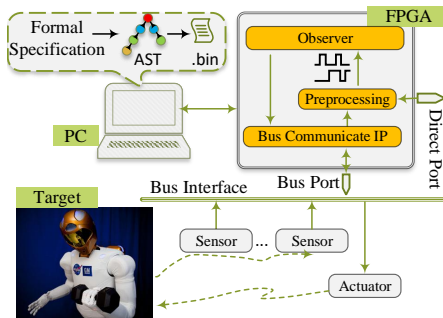 Formal
Specification
AST
.bin
PC
FPGA
Observer
Preprocessing
Bus Communicate IP
Direct Port
Bus Port
Bus Interface
Target
Sensor ... Sensor
Actuator
GM